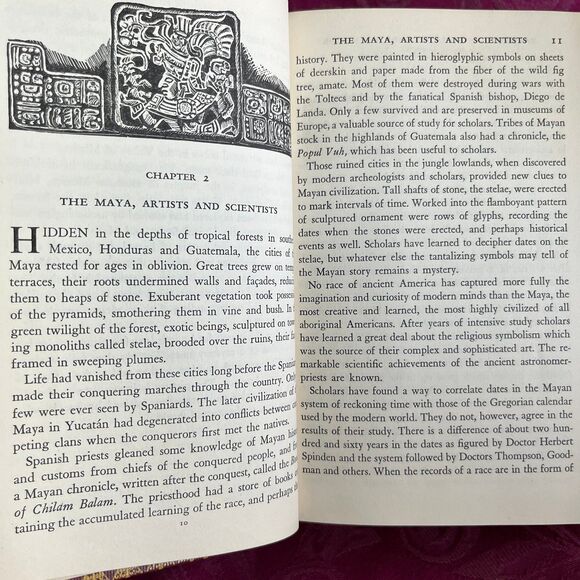 CHAPTER 2
THE MAYA, ARTISTS AND SCIENTISTS
HIDDEN in the depths of tropical forests in
Mexico, Honduras and Guatemala, the cities of
Maya rested for ages in oblivion. Great trees grew on
terraces, their roots undermined walls and façades,
them to heaps of stone. Exuberant vegetation took
of the pyramids, smothering them in vine and bush. In
green twilight of the forest, exotic beings, sculptured on
ing monoliths called stelae, brooded over the ruins, their
framed in sweeping plumes.
Life had vanished from these cities long before the
made their conquering marches through the country.
few were ever seen by Spaniards. The later civilization of
Maya in Yucatán had degenerated into conflicts between
peting clans when the conquerors first met the natives.
Spanish priests gleaned some knowledge of Mayan
and customs from chiefs of the conquered people, and
a Mayan chronicle, written after the conquest, called the
of Chilam Balam. The priesthood had a store of books
taining the accumulated learning of the race, and perhaps
10
THE MAYA, ARTISTS AND SCIENTISTS 11
history. They were painted in hieroglyphic symbols on sheets
of deerskin and paper made from the fiber of the wild fig
tree, amate. Most of them were destroyed during wars with
the Toltecs and by the fanatical Spanish bishop, Diego de
Landa. Only a few survived and are preserved in museums of
Europe, a valuable source of study for scholars. Tribes of Mayan
stock in the highlands of Guatemala also had a chronicle, the
Popul Vuh, which has been useful to scholars.
Those ruined cities in the jungle lowlands, when discovered
by modern archeologists and scholars, provided new clues to
Mayan civilization. Tall shafts of stone, the stelae, were erected
to mark intervals of time. Worked into the flamboyant pattern
of sculptured ornament were rows of glyphs, recording the
dates when the stones were erected, and perhaps historical
events as well. Scholars have learned to decipher dates on the
stelae, but whatever else the tantalizing symbols may tell of
the Mayan story remains a mystery.
No race of ancient America has captured more fully the
imagination and curiosity of modern minds than the Maya, the
most creative and learned, the most highly civilized of all
aboriginal Americans. After years of intensive study scholars
have learned a great deal about the religious symbolism which
was the source of their complex and sophisticated art. The re-
markable scientific achievements of the ancient astronomer-
priests are known.
Scholars have found a way to correlate dates in the Mayan
system of reckoning time with those of the Gregorian calendar
used by the modern world. They do not, however, agree in the
results of their study. There is a difference of about two hun-
dred and sixty years in the dates as figured by Doctor Herbert
Spinden and the system followed by Doctors Thompson, Good-
man and others. When the records of a race are in the form of